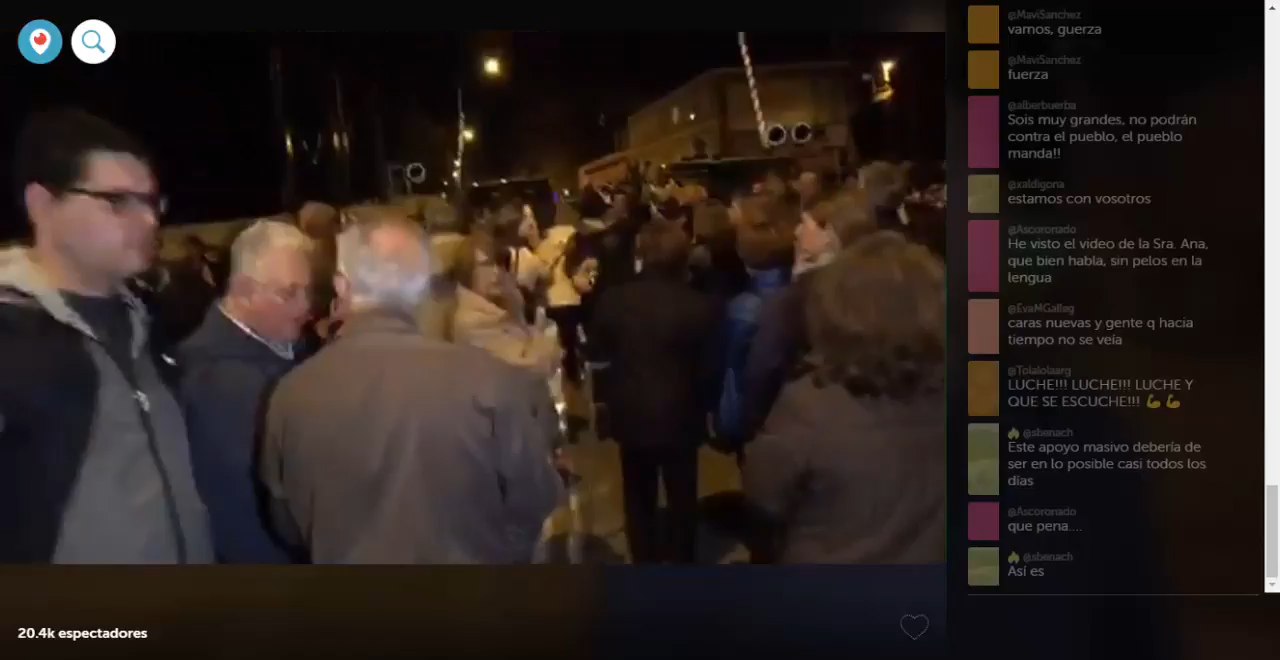 @MaviSanchez
vamos, guerza
@MaviSanchez
fuerza
@alberbuerba
Sois muy grandes, no podrán
contra el pueblo, el pueblo
manda!!
@xaldigoria
estamos con vosotros
@Ascoronado
He visto el video de la Sra. Ana,
que bien habla, sin pelos en la
lengua
@EvaMGalleg
caras nuevas y gente q hacia
tiempo no se veía
@Tolalolaarg
LUCHE!!! LUCHE!!! LUCHE Y
QUE SE ESCUCHE!!! 💪 💪
@sbenach
Este apoyo masivo debería de
ser en lo posible casi todos los
días
@Ascoronado
que pena....
@sbenach
Así es
20.4k espectadores